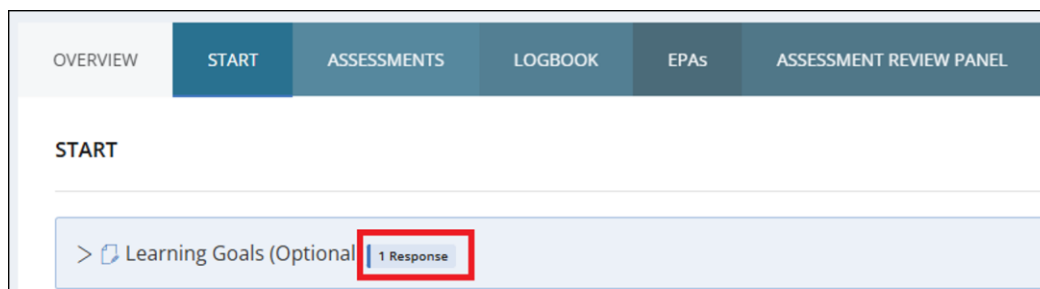 OVERVIEW START ASSESSMENTS LOGBOOK EPAs ASSESSMENT REVIEW PANEL
START
> Learning Goals (Optional 1 Response